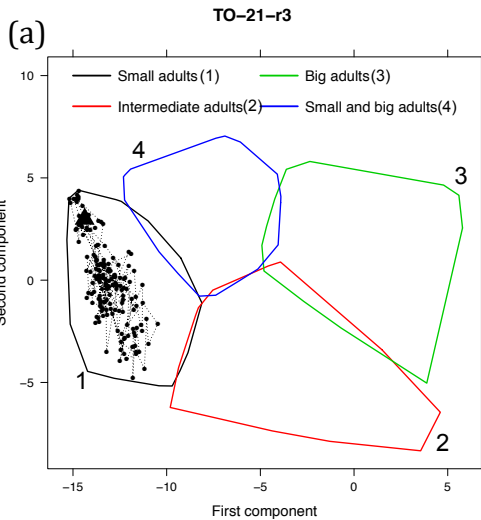 TO−21−r3
(a)
Small adults(1)
Big adults(3)
Intermediate adults(2)
Small and big adults(4)
10
5
0
−5
4
3
1
2
−15
−10
−5
0
5
First component
component